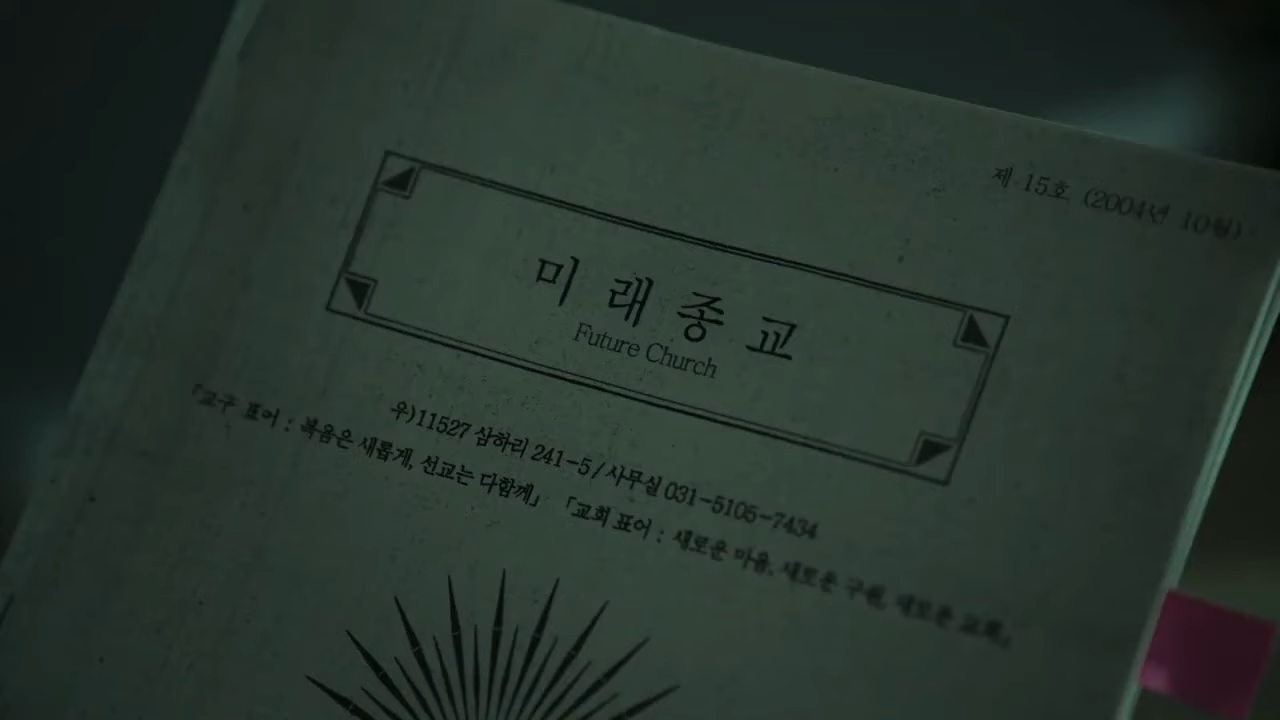 제 15호 (2004년 10월)
미래종교
Future Church
우)11527 삼하리 241-5 / 사무실 031-5105-7434
「교구 표어 : 복음은 새롭게, 선교는 다함께」 「교회 표어 : 새로운 마음, 새로운 구원, 새로운 교회」